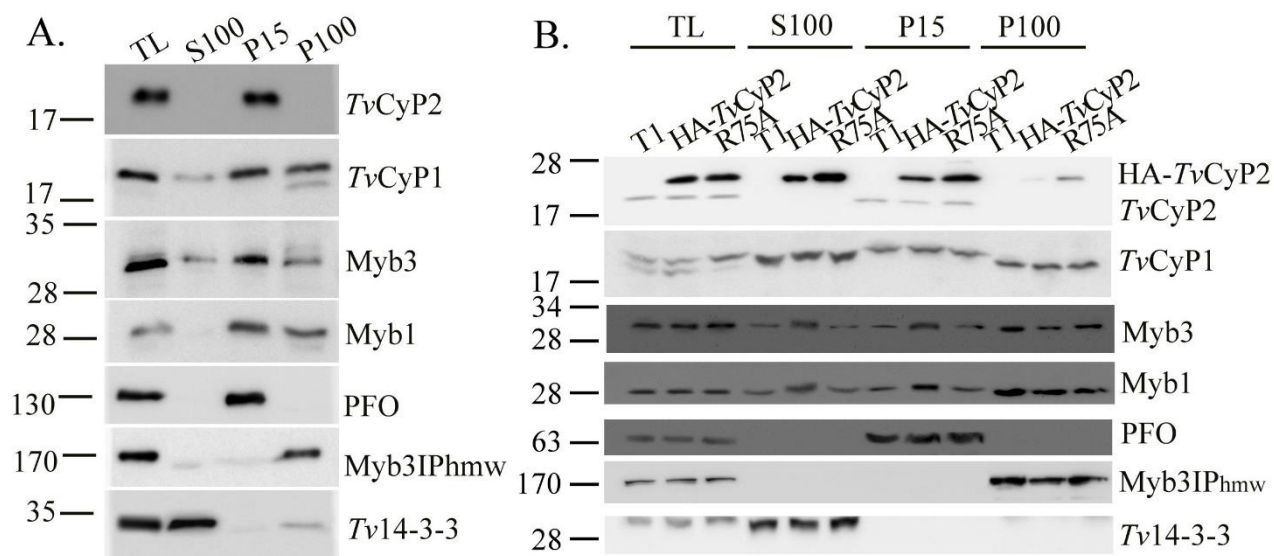 A.
TL S100 P15 P100
17 TvCyP2
17 TvCyP1
35
28 Myb3
28 Myb1
130 PFO
170 Myb3IPhmw
35 Tv14-3-3
B.
TL S100 P15 P100
T1 HA-TvCyP2 R75A T1 HA-TvCyP2 R75A T1 HA-TvCyP2 R75A T1 HA-TvCyP2 R75A
28 HA-TvCyP2
17 TvCyP2
17 TvCyP1
34
28 Myb3
28 Myb1
63 PFO
170 Myb3IPhmw
28 Tv14-3-3